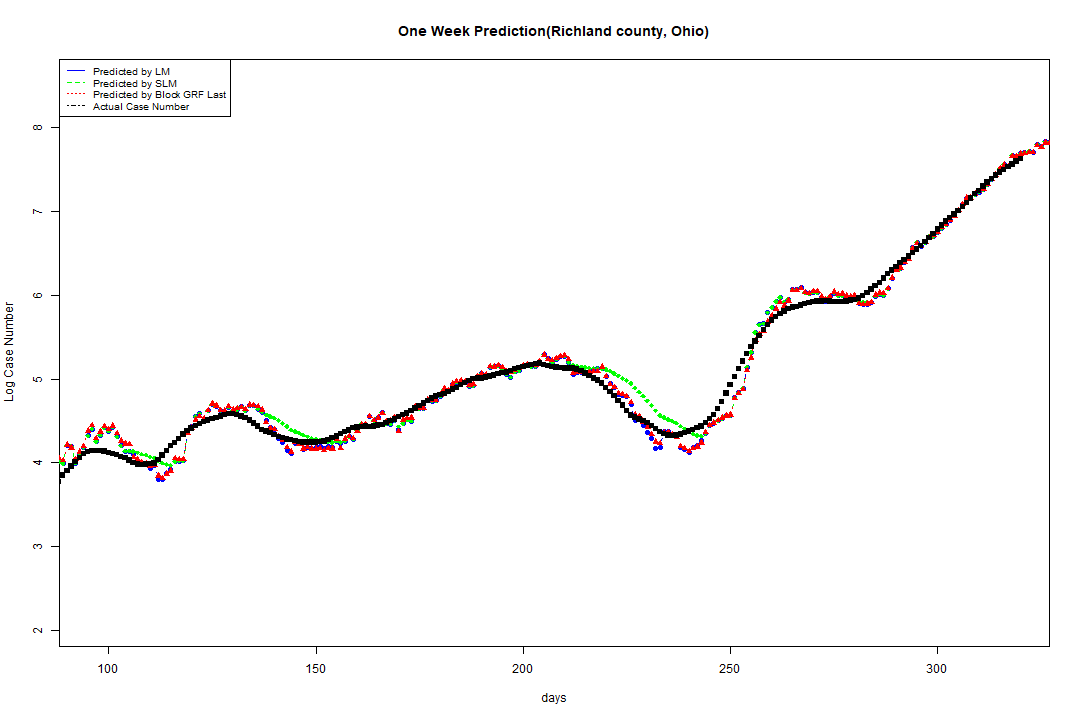 One Week Prediction(Richland county, Ohio)
Predicted by LM
Predicted by SLM
Predicted by Block GRF Last
Actual Case Number
Log Case Number
8
7
6
5
4
3
2
100 150 200 250 300
days